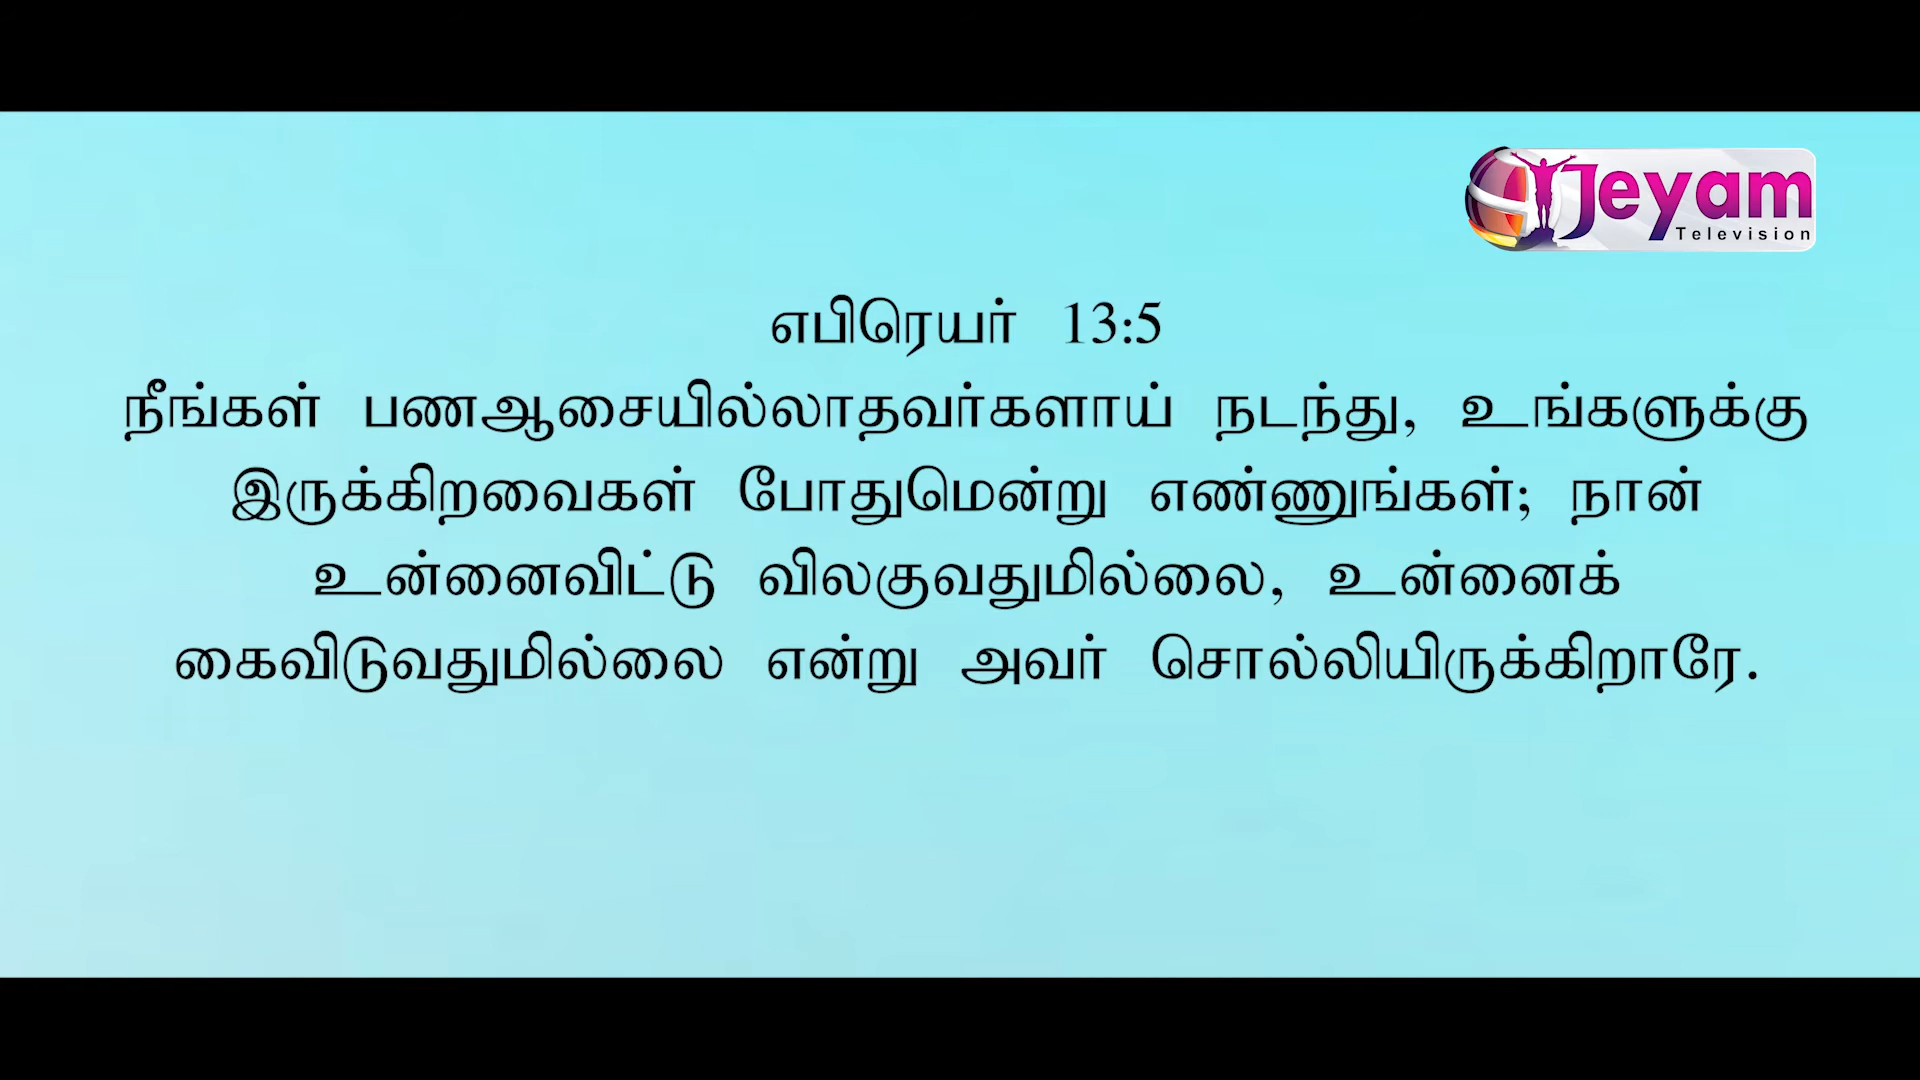 Jeyam
Television
எபிரெயர் 13:5
நீங்கள் பணஆசையில்லாதவர்களாய் நடந்து, உங்களுக்கு
இருக்கிறவைகள் போதுமென்று எண்ணுங்கள்; நான்
உன்னைவிட்டு விலகுவதுமில்லை, உன்னைக்
கைவிடுவதுமில்லை என்று அவர் சொல்லியிருக்கிறாரே.